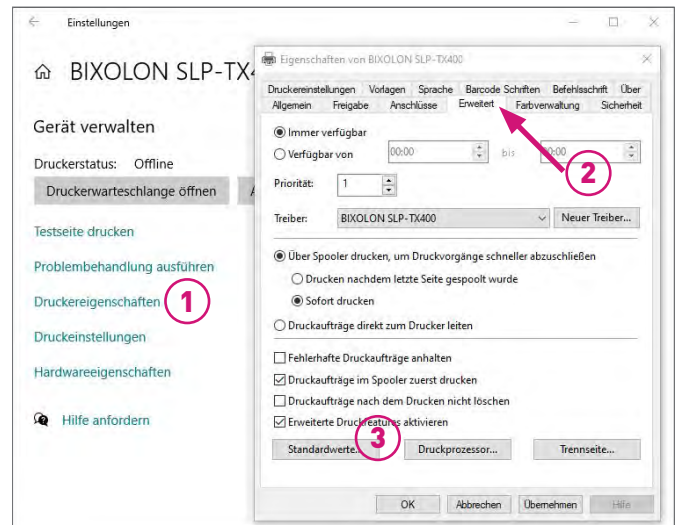 Einstellungen
BIXOLON SLP-TX4
Gerät verwalten
Druckerstatus: Offline
Druckerwarteschlange öffnen
Testseite drucken
Problembehandlung ausführen
Druckereigenschaften 1
Druckeinstellungen
Hardwareeigenschaften
Hilfe anfordern
Eigenschaften von BIXOLON SLP-TX400
Druckereinstellungen Vorlagen Sprache Barcode Schriften Befehlsschrift Über
Allgemein Freigabe Anschlüsse Erweitert Farbverwaltung Sicherheit
Immer verfügbar
Verfügbar von 00:00 bis 00:00
2
Priorität: 1
Treiber: BIXOLON SLP-TX400 Neuer Treiber...
Über Spooler drucken, um Druckvorgänge schneller abzuschließen
Drucken nachdem letzte Seite gespoolt wurde
Sofort drucken
Druckaufträge direkt zum Drucker leiten
Fehlerhafte Druckaufträge anhalten
Druckaufträge im Spooler zuerst drucken
Druckaufträge nach dem Drucken nicht löschen
Erweiterte Druckfeatures aktivieren
Standardwerte... 3 Druckprozessor... Trennseite...
OK Abbrechen Übernehmen Hilfe